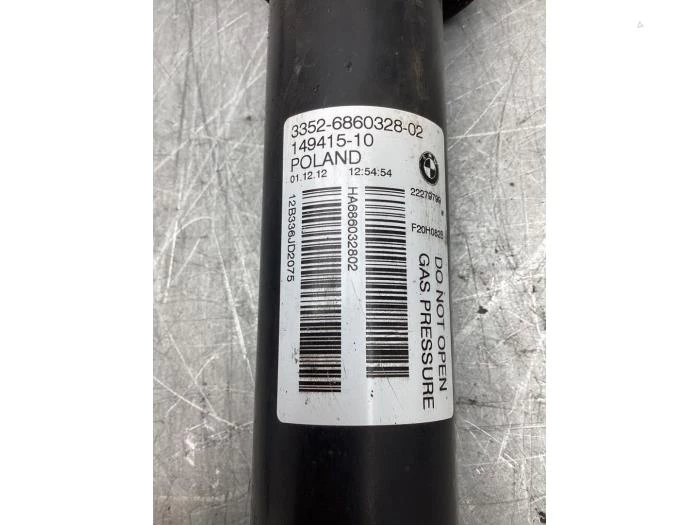 3352-6860328-02
149415-10
POLAND
01.12.12 12:54:54
22279799
F20H0828
12B336JD2075
HA686032802
DO NOT OPEN
GAS PRESSURE
BMW